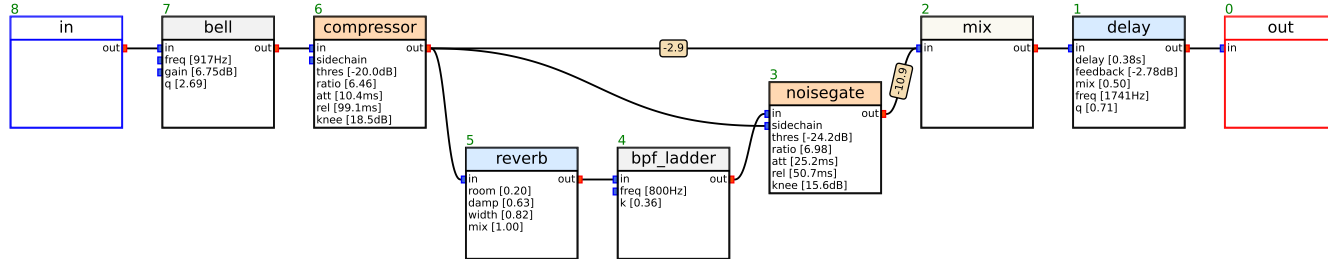 8
in
out
7
bell
in
out
freq [917Hz]
gain [6.75dB]
q [2.69]
6
compressor
in
out
sidechain
thres [-20.0dB]
ratio [6.46]
att [10.4ms]
rel [99.1ms]
knee [18.5dB]
-2.9
5
reverb
in
out
room [0.20]
damp [0.63]
width [0.82]
mix [1.00]
4
bpf_ladder
in
out
freq [800Hz]
k [0.36]
3
noisegate
in
out
sidechain
thres [-24.2dB]
ratio [6.98]
att [25.2ms]
rel [50.7ms]
knee [15.6dB]
-10.9
2
mix
in
out
1
delay
in
out
delay [0.38s]
feedback [-2.78dB]
mix [0.50]
freq [1741Hz]
q [0.71]
0
out
in